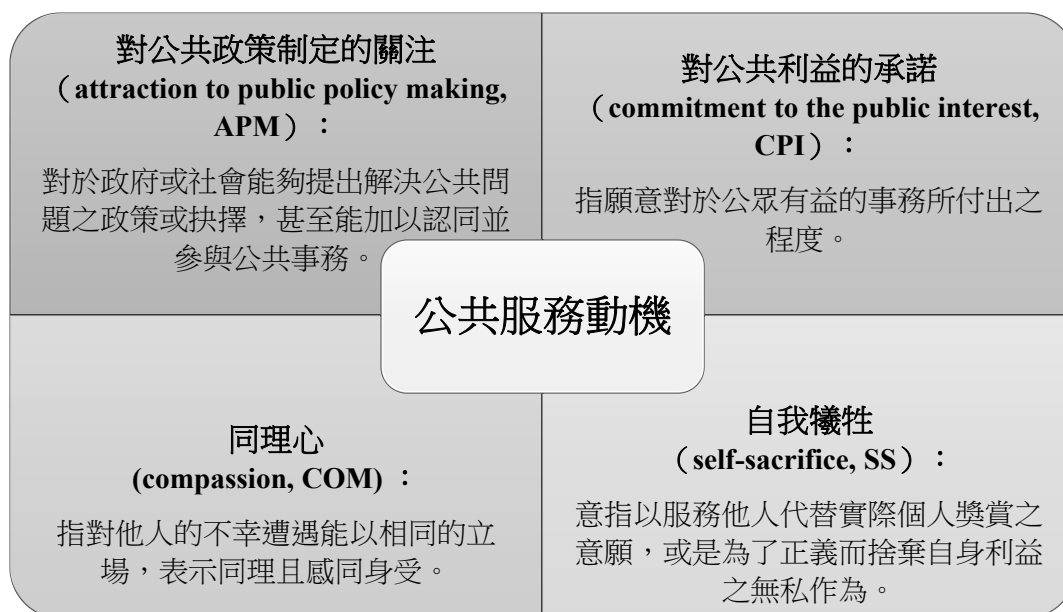 對公共政策制定的關注
（attraction to public policy making,
APM）：
對於政府或社會能夠提出解決公共問
題之政策或抉擇，甚至能加以認同並
參與公共事務。
對公共利益的承諾
（commitment to the public interest,
CPI）：
指願意對於公眾有益的事務所付出之
程度。
公共服務動機
同理心
(compassion, COM) ：
指對他人的不幸遭遇能以相同的立
場，表示同理且感同身受。
自我犧牲
（self-sacrifice, SS）：
意指以服務他人代替實際個人獎賞之
意願，或是為了正義而捨棄自身利益
之無私作為。